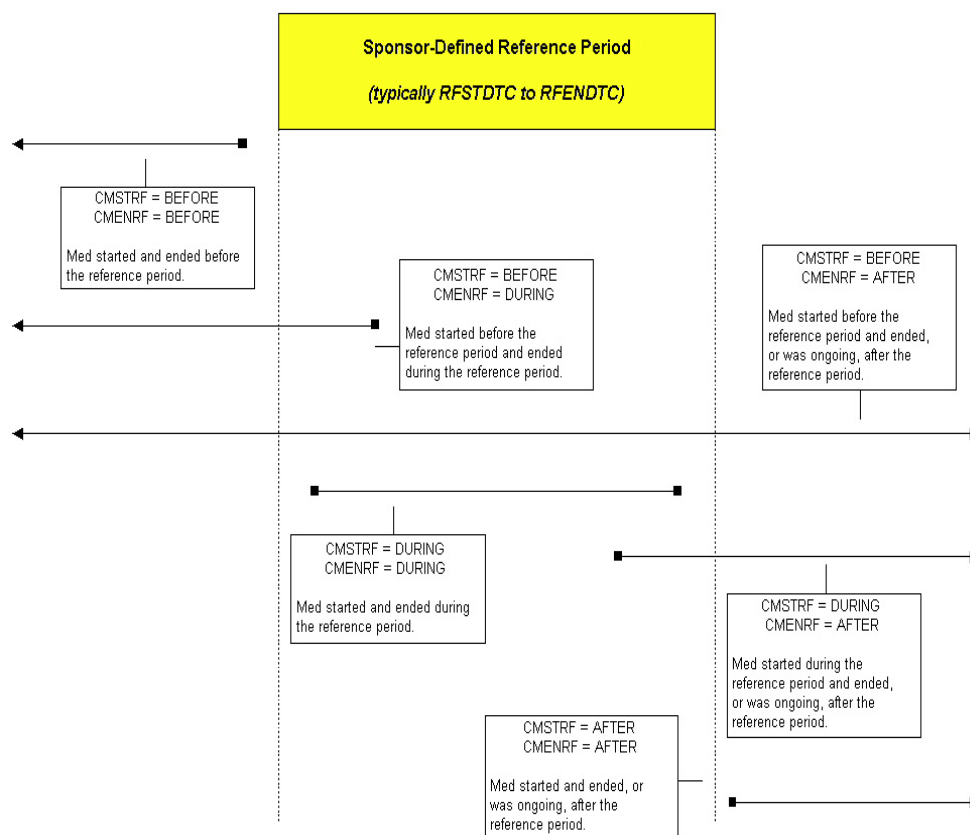 Sponsor-Defined Reference Period
(typically RFSTDTC to RFENDTC)
CMSTRF = BEFORE
CMENRF = BEFORE
Med started and ended before
the reference period.
CMSTRF = BEFORE
CMENRF = DURING
Med started before the
reference period and ended
during the reference period.
CMSTRF = BEFORE
CMENRF = AFTER
Med started before the
reference period and ended,
or was ongoing, after the
reference period.
CMSTRF = DURING
CMENRF = DURING
Med started and ended during
the reference period.
CMSTRF = DURING
CMENRF = AFTER
Med started during the
reference period and ended,
or was ongoing, after the
reference period.
CMSTRF = AFTER
CMENRF = AFTER
Med started and ended, or
was ongoing, after the
reference period.